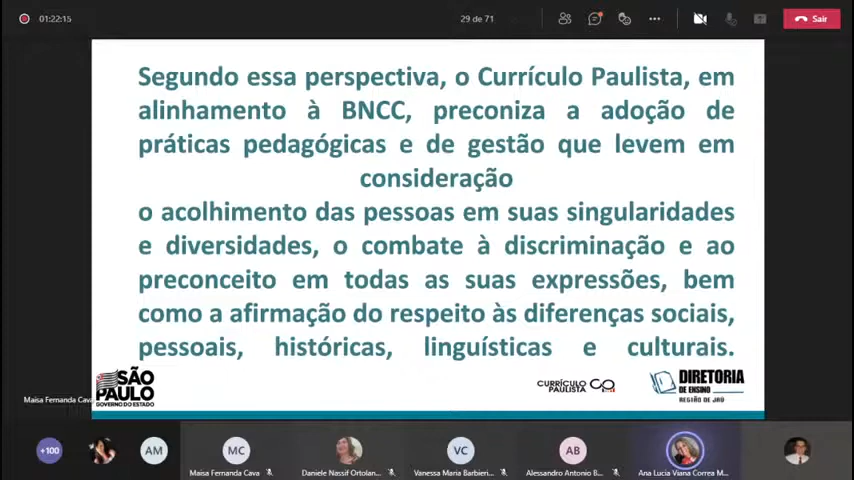 01:22:15
29 de 71
Sair
Segundo essa perspectiva, o Currículo Paulista, em
alinhamento à BNCC, preconiza a adoção de
práticas pedagógicas e de gestão que levem em
consideração
o acolhimento das pessoas em suas singularidades
e diversidades, o combate à discriminação e ao
preconceito em todas as suas expressões, bem
como a afirmação do respeito às diferenças sociais,
pessoais, históricas, linguísticas e culturais.
SÃO
PAULO
GOVERNO DO ESTADO
CURRÍCULO
PAULISTA
DIRETORIA
DE ENSINO
REGIÃO DE JAÚ
Maisa Fernanda Cava
+100
AM
MC
VC
AB
Maisa Fernanda Cava
Daniele Nassif Ortolan...
Vanessa Maria Barbieri...
Alessandro Antonio B...
Ana Lucia Viana Correa M...